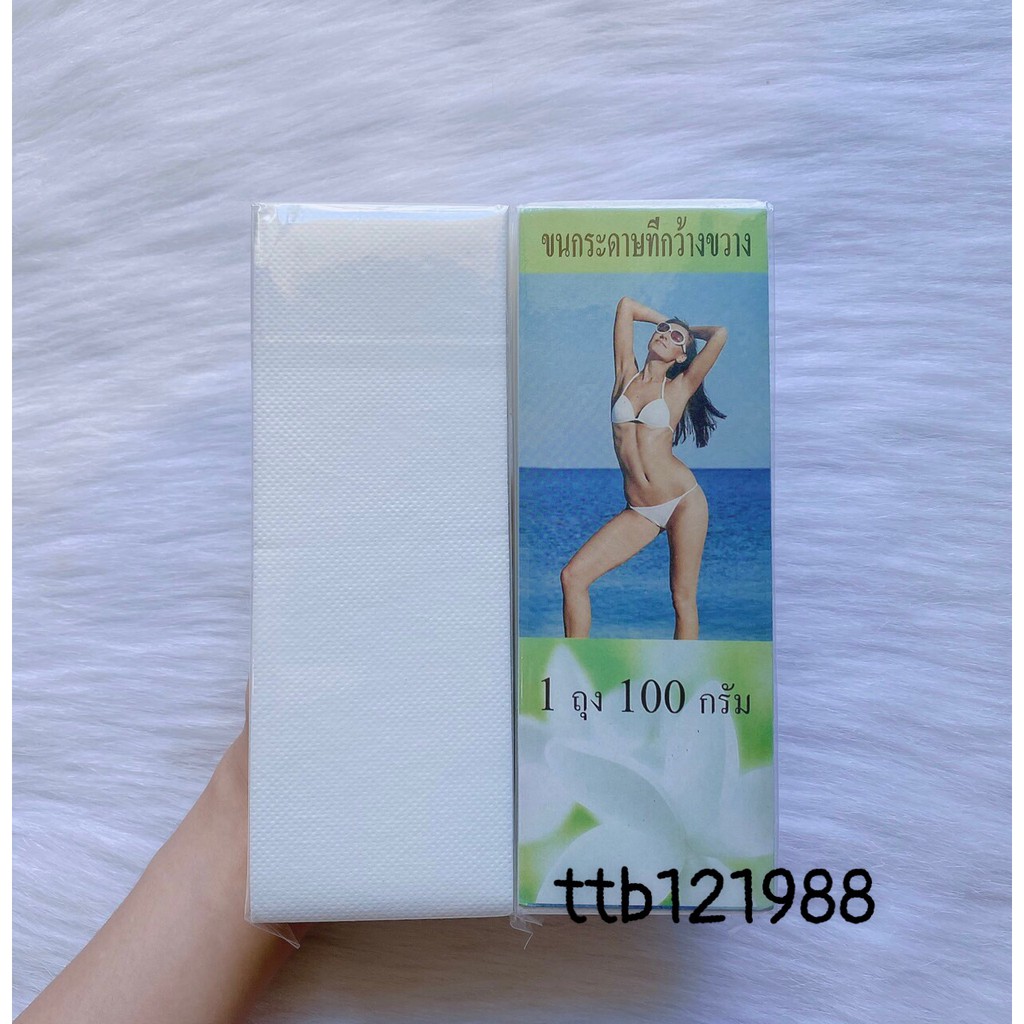 ขนกระดาษทีกว้างขวาง
1 ถุง 100 กรัม
ttb121988